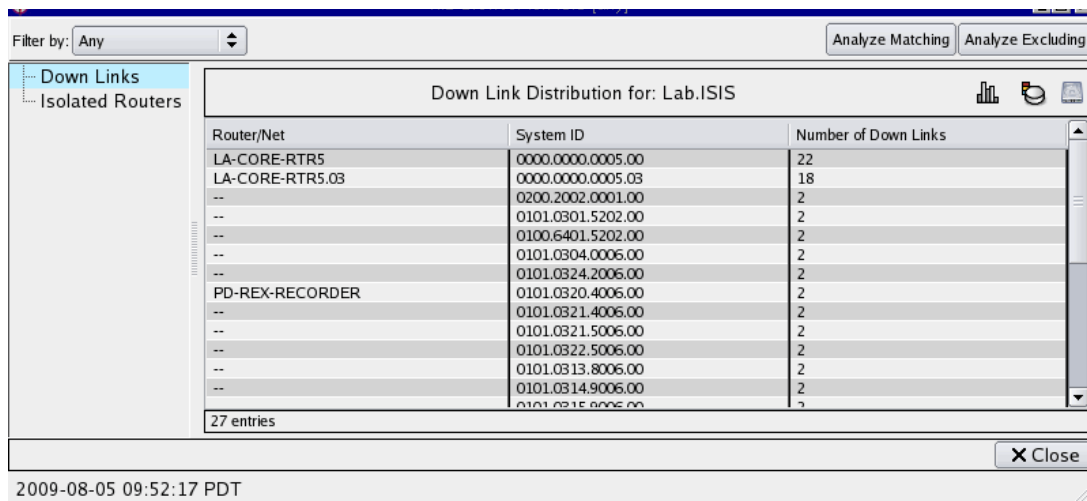 Filter by: Any
Analyze Matching
Analyze Excluding
Down Links
Isolated Routers
Down Link Distribution for: Lab.ISIS
Router/Net System ID Number of Down Links
LA-CORE-RTR5 0000.0000.0005.00 22
LA-CORE-RTR5.03 0000.0000.0005.03 18
-- 0200.2002.0001.00 2
-- 0101.0301.5202.00 2
-- 0100.6401.5202.00 2
-- 0101.0304.0006.00 2
-- 0101.0324.2006.00 2
PD-REX-RECORDER 0101.0320.4006.00 2
-- 0101.0321.4006.00 2
-- 0101.0321.5006.00 2
-- 0101.0322.5006.00 2
-- 0101.0313.8006.00 2
-- 0101.0314.9006.00 2
27 entries
Close
2009-08-05 09:52:17 PDT